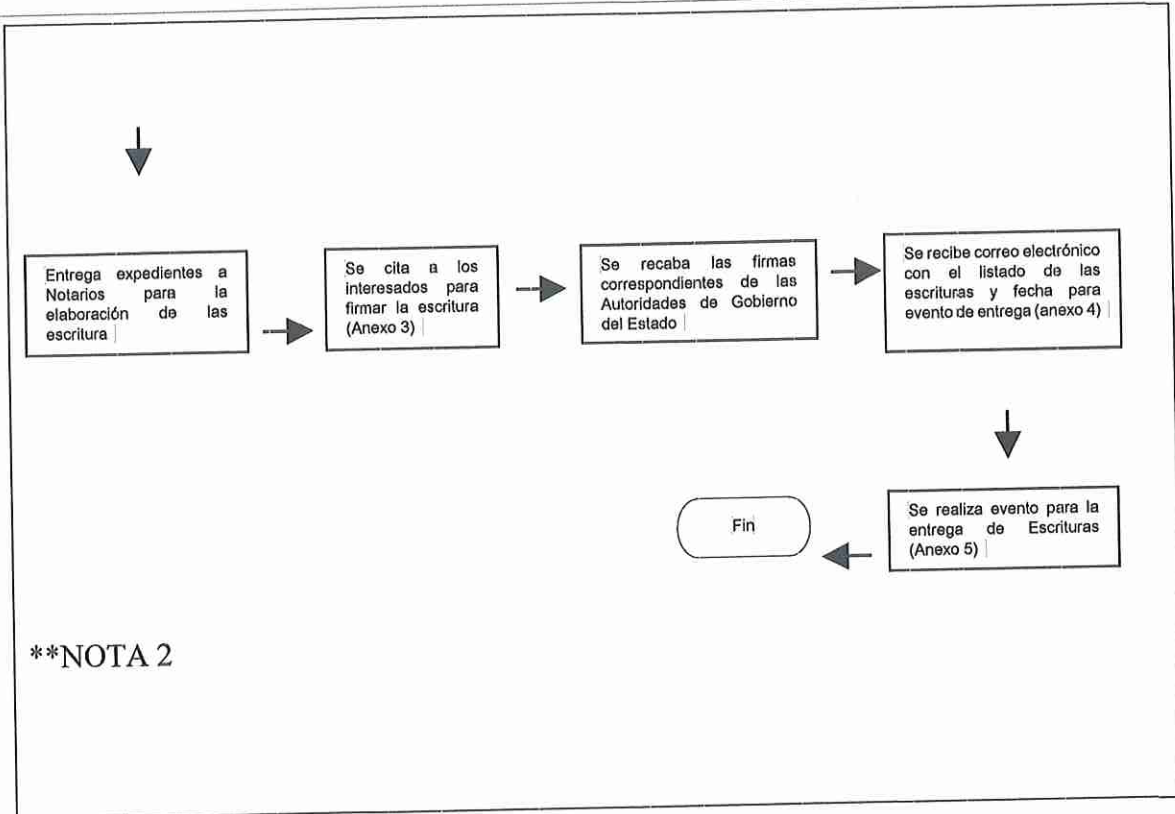 Entrega expedientes a
Notarios para la
elaboración de las
escritura
Se cita a los
interesados para
firmar la escritura
(Anexo 3)
Se recaba las firmas
correspondientes de las
Autoridades de Gobierno
del Estado
Se recibe correo electrónico
con el listado de las
escrituras y fecha para
evento de entrega (anexo 4)
Se realiza evento para la
entrega de Escrituras
(Anexo 5)
Fin
**NOTA 2